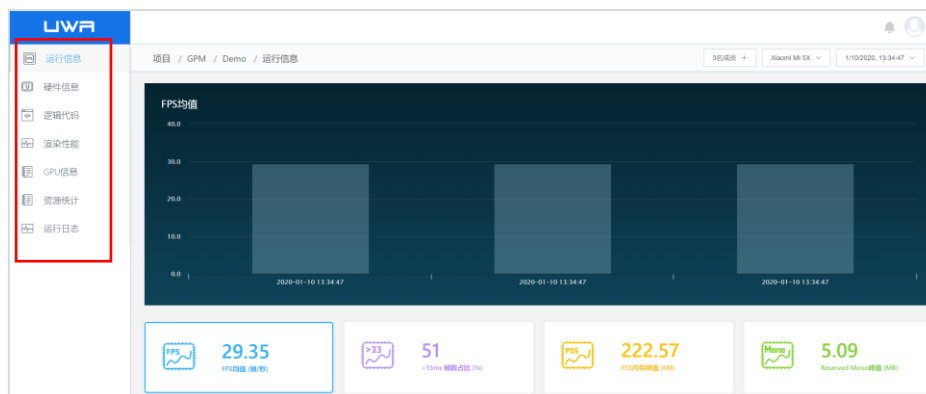 UWA
运行信息
硬件信息
逻辑代码
渲染性能
GPU信息
资源统计
运行日志
项目 / GPM / Demo / 运行信息
3名成员 +
Xiaomi MI 5X
1/10/2020, 13:34:47
FPS均值
40.0
30.0
20.0
10.0
0.0
2020-01-10 13:34:47
2020-01-10 13:34:47
2020-01-10 13:34:47
FPS
29.35
FPS均值 (帧/秒)
>33
51
>33ms 帧数占比 (%)
PSS
222.57
PSS内存峰值 (MB)
Mono
5.09
Reserved Mono峰值 (MB)